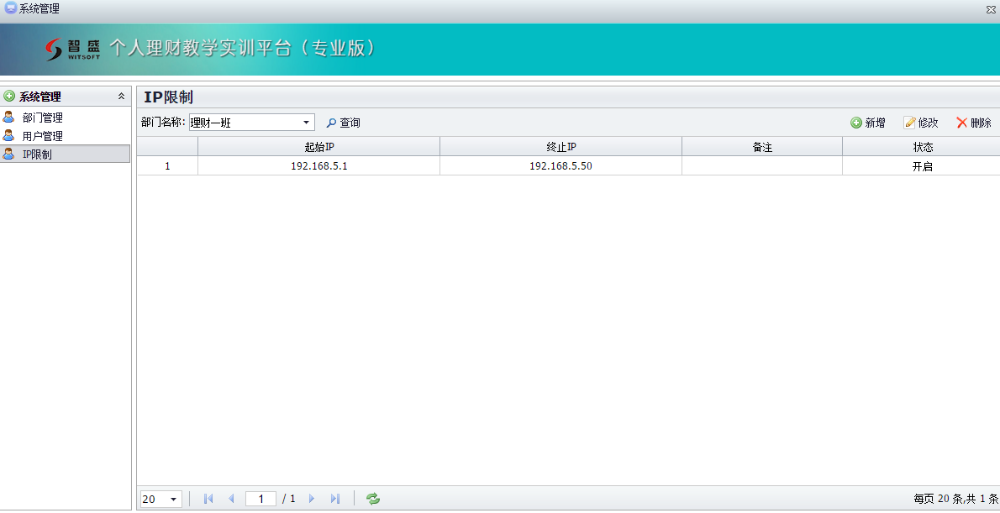 系统管理
智盛 WITSOFT 个人理财教学实训平台（专业版）
系统管理
部门管理
用户管理
IP限制
IP限制
部门名称: 理财一班 查询 新增 修改 删除
起始IP 终止IP 备注 状态
1 192.168.5.1 192.168.5.50 开启
20 1 / 1 每页 20 条,共 1 条